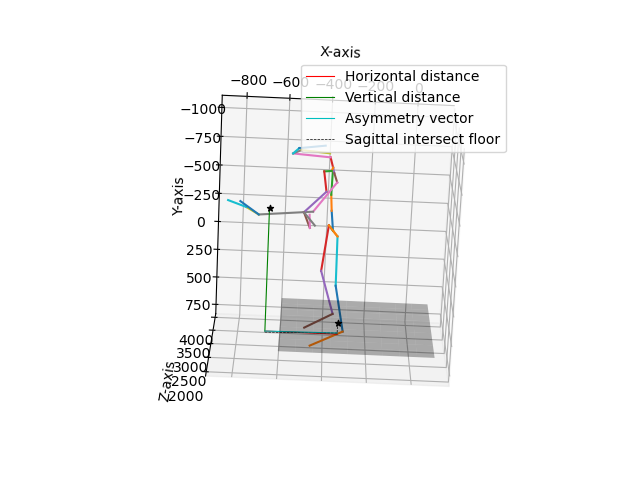 X-axis
−800
−600
−400
−200
0
Horizontal distance
Vertical distance
Asymmetry vector
Sagittal intersect floor
Y-axis
−1000
−750
−500
−250
0
250
500
750
4000
3500
3000
2500
2000
Z-axis